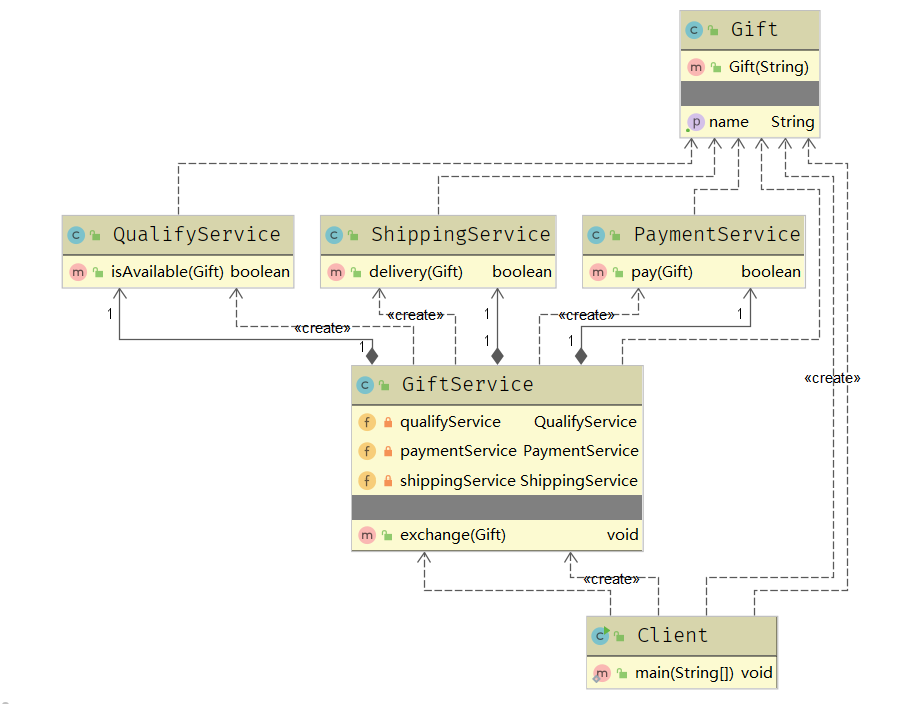 Gift
Gift(String)
name String
QualifyService
isAvailable(Gift) boolean
ShippingService
delivery(Gift) boolean
PaymentService
pay(Gift) boolean
1
1
1
«create»
«create»
«create»
1
1
1
«create»
GiftService
qualifyService QualifyService
paymentService PaymentService
shippingService ShippingService
exchange(Gift) void
«create»
Client
main(String[]) void